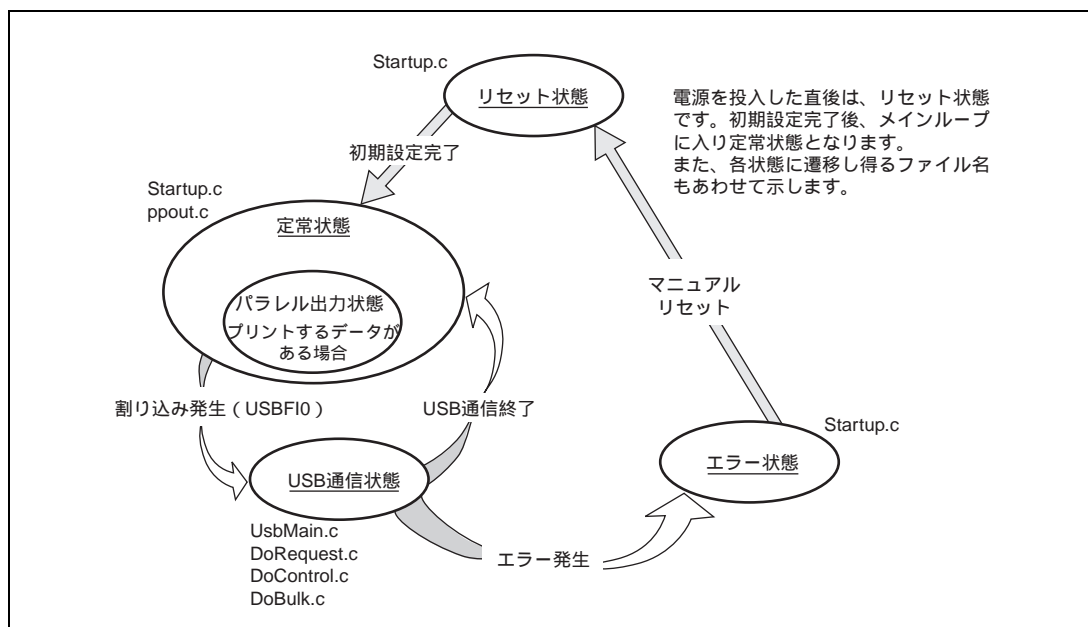 Startup.c
リセット状態
電源を投入した直後は、リセット状態
です。初期設定完了後、メインループ
に入り定常状態となります。
また、各状態に遷移し得るファイル名
もあわせて示します。
初期設定完了
Startup.c
ppout.c
定常状態
パラレル出力状態
プリントするデータが
ある場合
マニュアル
リセット
割り込み発生（USBFI0）
USB通信終了
Startup.c
エラー状態
USB通信状態
UsbMain.c
DoRequest.c
DoControl.c
DoBulk.c
エラー発生